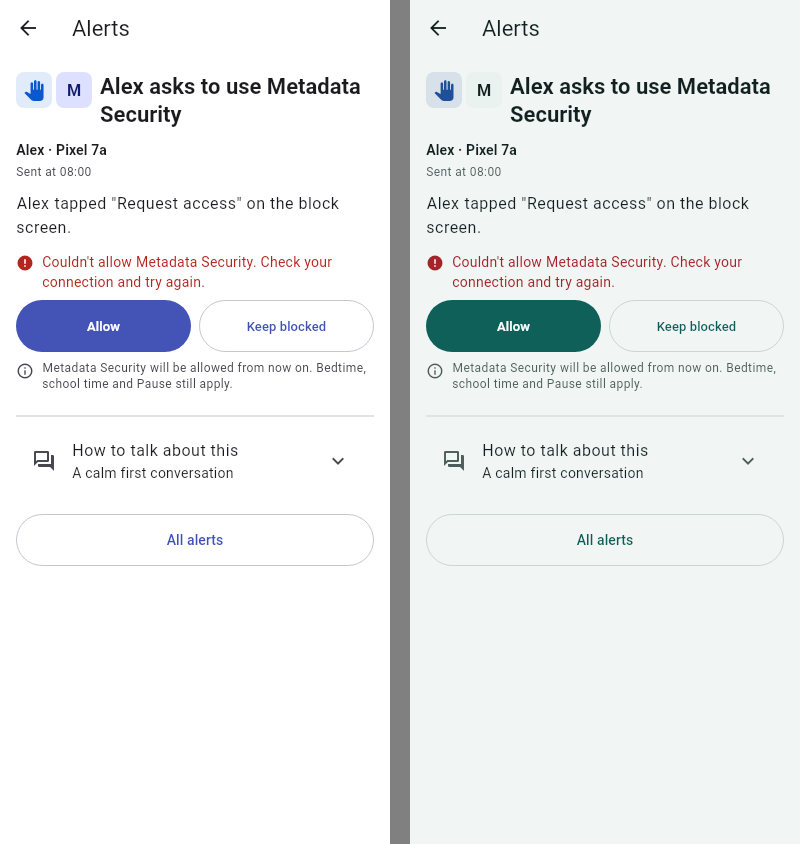 Alerts
M
Alex asks to use Metadata
Security
Alex · Pixel 7a
Sent at 08:00
Alex tapped "Request access" on the block
screen.
Couldn't allow Metadata Security. Check your
connection and try again.
Allow
Keep blocked
Metadata Security will be allowed from now on. Bedtime,
school time and Pause still apply.
How to talk about this
A calm first conversation
All alerts
Alerts
M
Alex asks to use Metadata
Security
Alex · Pixel 7a
Sent at 08:00
Alex tapped "Request access" on the block
screen.
Couldn't allow Metadata Security. Check your
connection and try again.
Allow
Keep blocked
Metadata Security will be allowed from now on. Bedtime,
school time and Pause still apply.
How to talk about this
A calm first conversation
All alerts